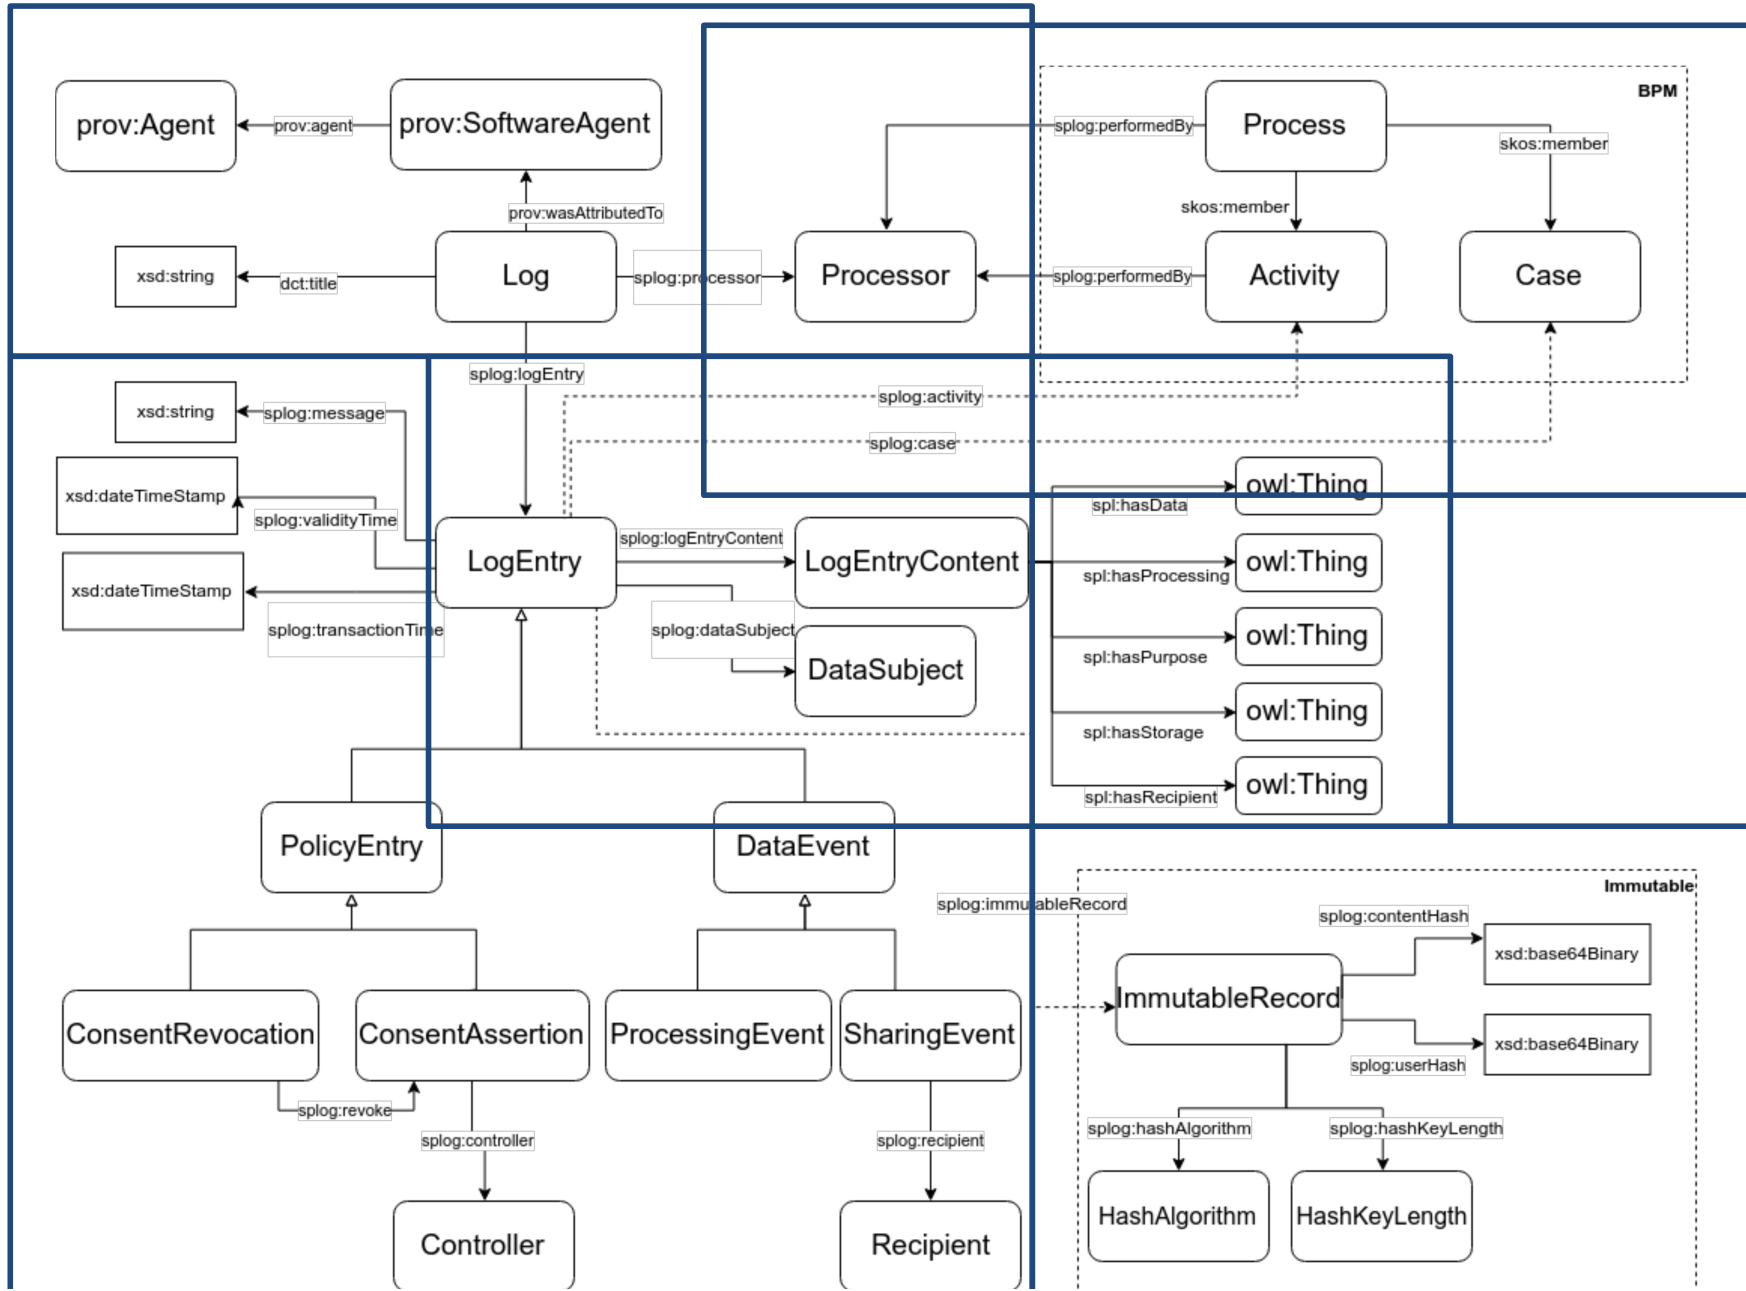 BPM
prov:Agent
prov:agent
prov:SoftwareAgent
splog:performedBy
Process
skos:member
prov:wasAttributedTo
skos:member
xsd:string
dct:title
Log
splog:processor
Processor
splog:performedBy
Activity
Case
splog:logEntry
splog:activity
xsd:string
splog:message
splog:case
xsd:dateTimeStamp
splog:validityTime
owl:Thing
spl:hasData
splog:logEntryContent
LogEntry
LogEntryContent
owl:Thing
spl:hasProcessing
xsd:dateTimeStamp
splog:transactionTime
splog:dataSubject
owl:Thing
spl:hasPurpose
DataSubject
owl:Thing
spl:hasStorage
owl:Thing
spl:hasRecipient
PolicyEntry
DataEvent
Immutable
splog:immutableRecord
splog:contentHash
xsd:base64Binary
ImmutableRecord
ConsentRevocation
ConsentAssertion
ProcessingEvent
SharingEvent
xsd:base64Binary
splog:userHash
splog:revoke
splog:controller
splog:recipient
splog:hashAlgorithm
splog:hashKeyLength
Controller
Recipient
HashAlgorithm
HashKeyLength